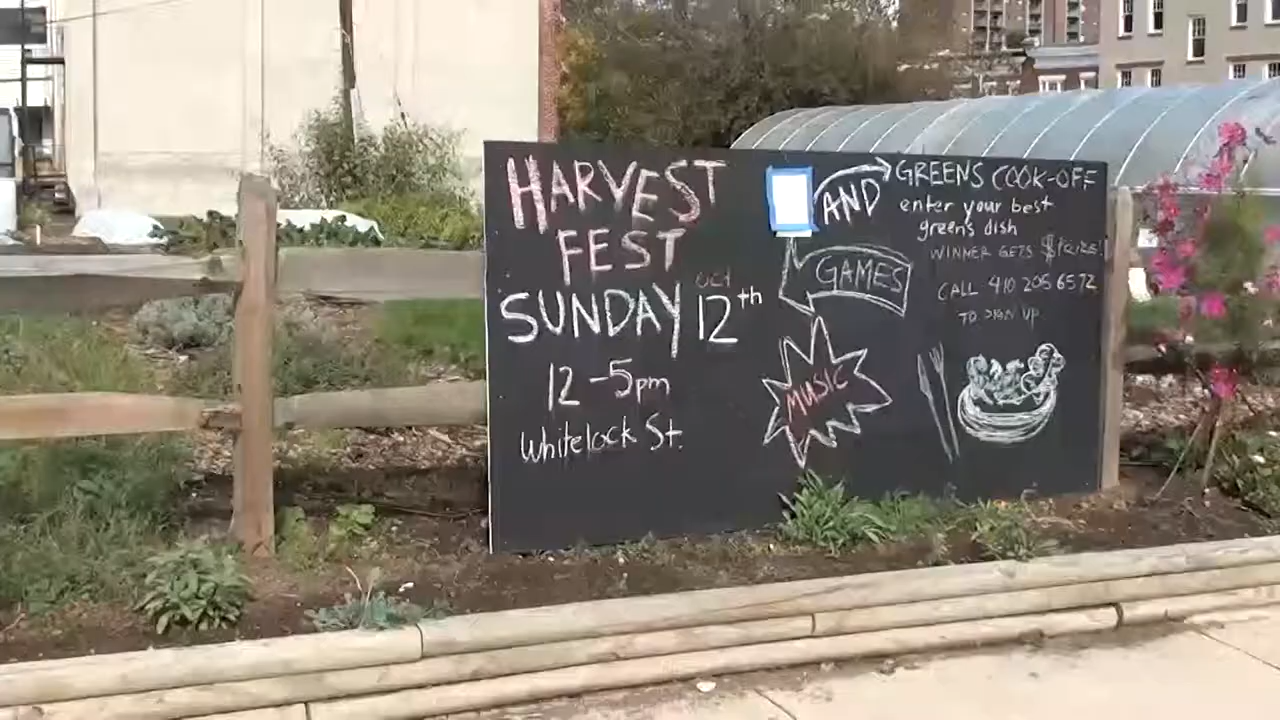 HARVEST
FEST
SUNDAY OCT 12th
12-5pm
Whitelock St.
AND
GAMES
MUSIC
GREENS COOK-OFF
enter your best
greens dish
WINNER GETS $PRIZE!
CALL 410 205 6572
TO SIGN UP